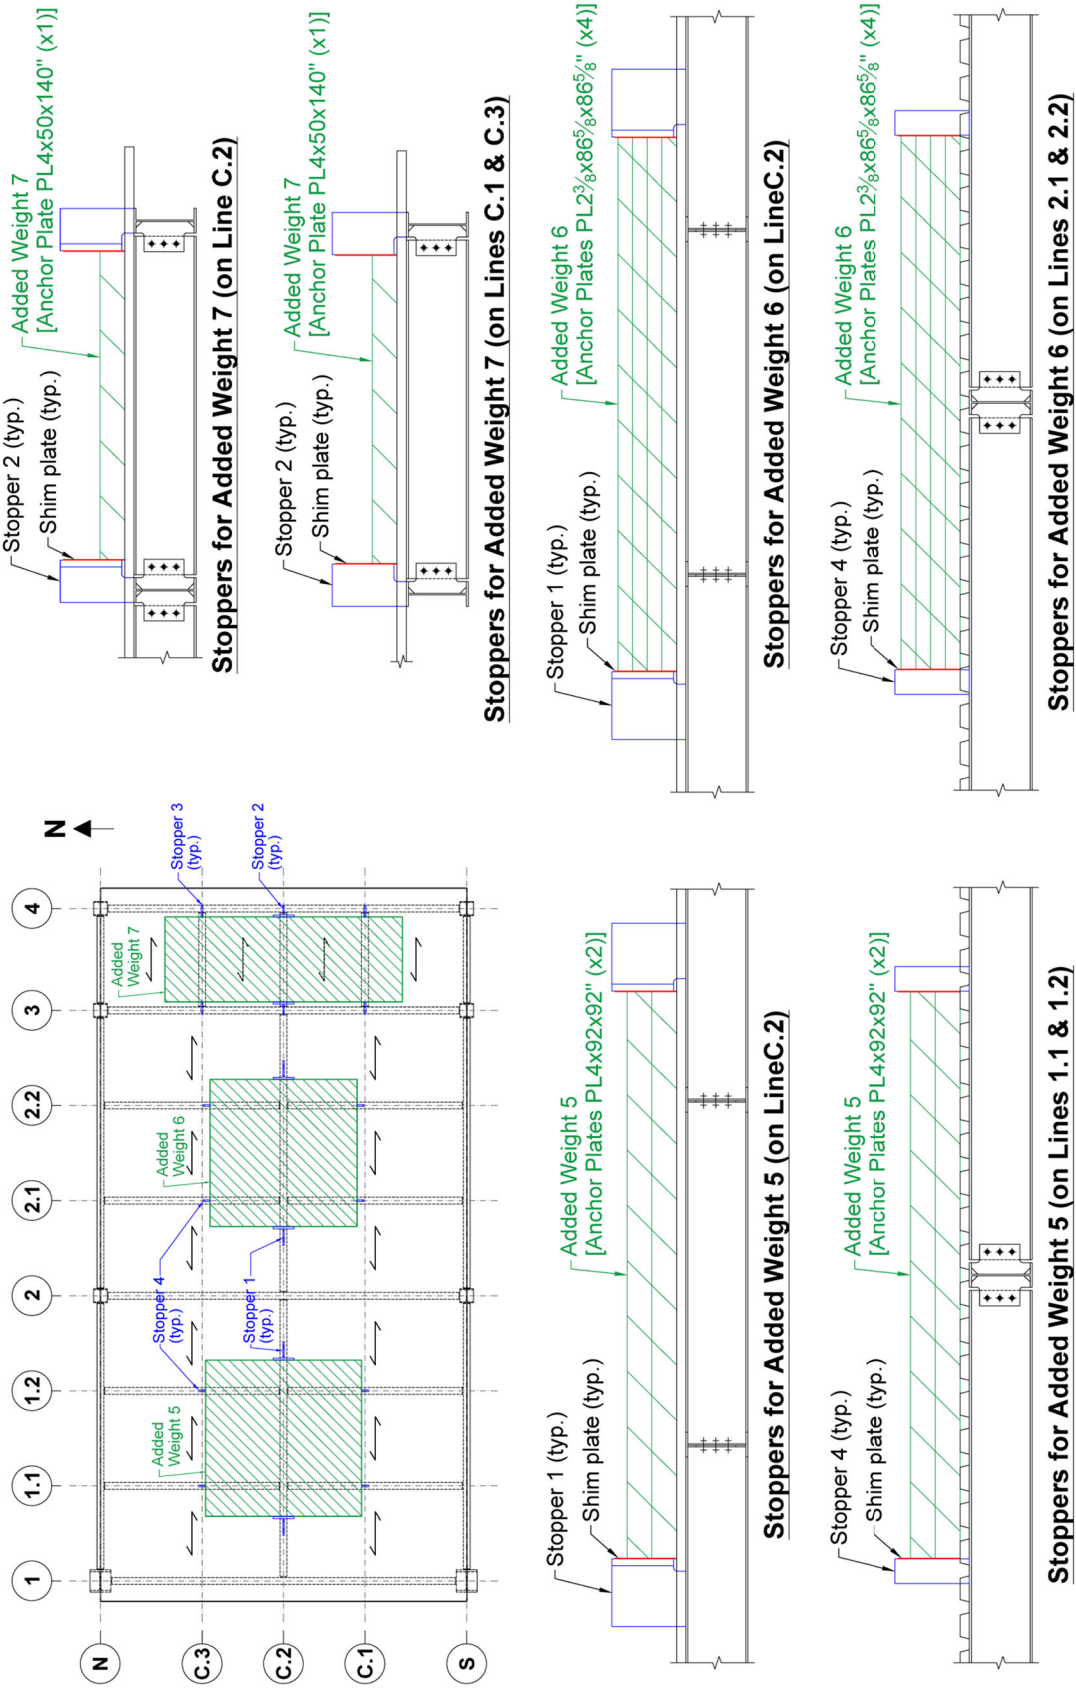 N
1
1.1
1.2
2
2.1
2.2
3
4
N
C.3
C.2
C.1
S
Added
Weight 5
Added
Weight 6
Added
Weight 7
Stopper 4
(typ.)
Stopper 1
(typ.)
Stopper 3
(typ.)
Stopper 2
(typ.)
Stopper 2 (typ.)
Shim plate (typ.)
Added Weight 7
[Anchor Plate PL4x50x140" (x1)]
Stoppers for Added Weight 7 (on Line C.2)
Stopper 2 (typ.)
Shim plate (typ.)
Added Weight 7
[Anchor Plate PL4x50x140" (x1)]
Stoppers for Added Weight 7 (on Lines C.1 & C.3)
Stopper 1 (typ.)
Shim plate (typ.)
Added Weight 5
[Anchor Plates PL4x92x92" (x2)]
Stoppers for Added Weight 5 (on LineC.2)
Stopper 1 (typ.)
Shim plate (typ.)
Added Weight 6
[Anchor Plates PL2⅜x86⅝x86⅝" (x4)]
Stoppers for Added Weight 6 (on LineC.2)
Stopper 4 (typ.)
Shim plate (typ.)
Added Weight 5
[Anchor Plates PL4x92x92" (x2)]
Stoppers for Added Weight 5 (on Lines 1.1 & 1.2)
Stopper 4 (typ.)
Shim plate (typ.)
Added Weight 6
[Anchor Plates PL2⅜x86⅝x86⅝" (x4)]
Stoppers for Added Weight 6 (on Lines 2.1 & 2.2)